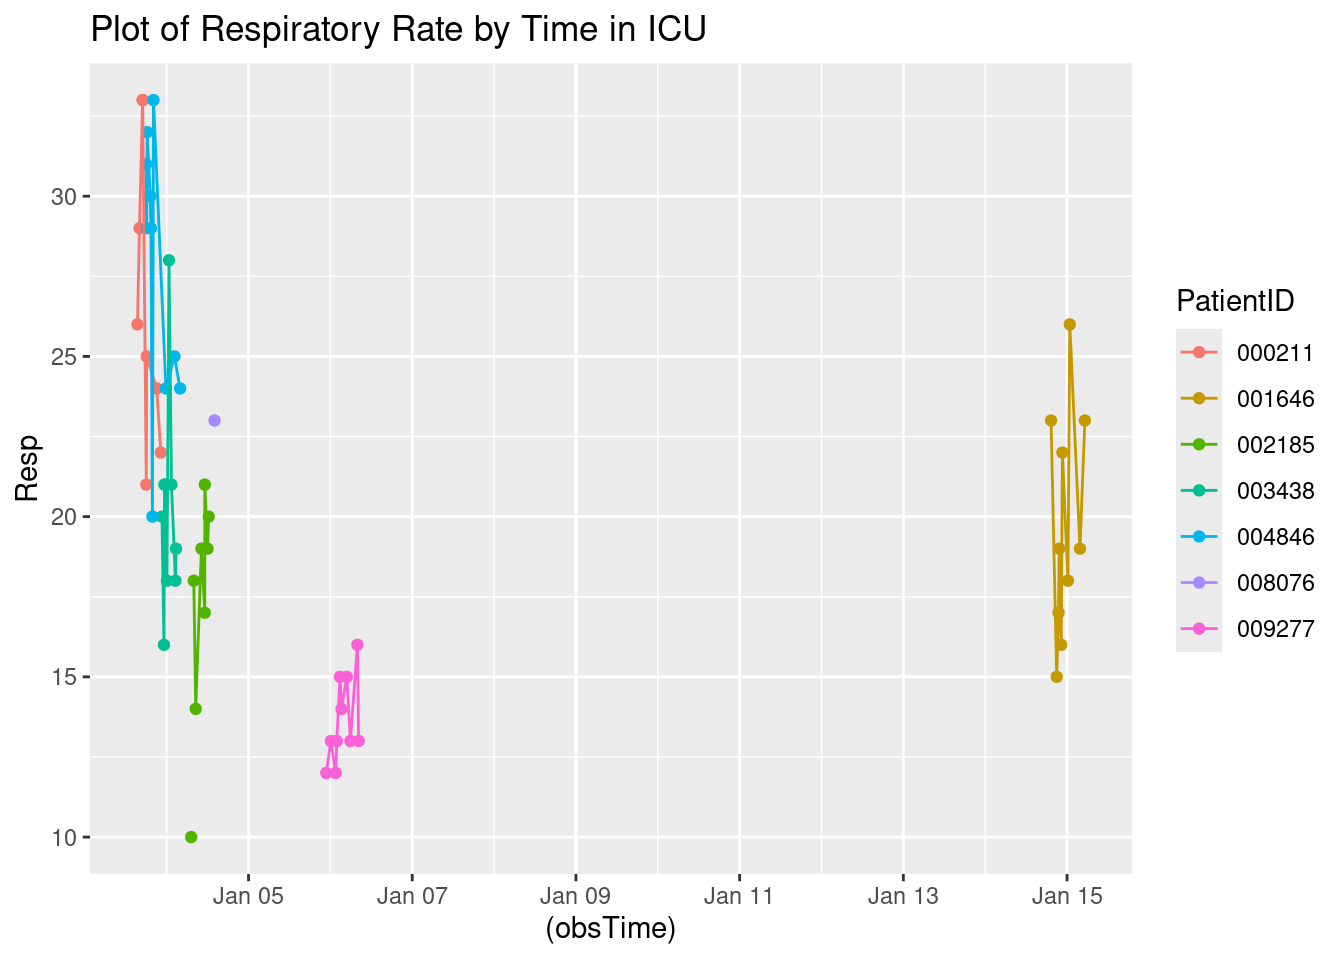 Plot of Respiratory Rate by Time in ICU
Resp
30
25
20
15
10
Jan 05 Jan 07 Jan 09 Jan 11 Jan 13 Jan 15
(obsTime)
PatientID
000211
001646
002185
003438
004846
008076
009277